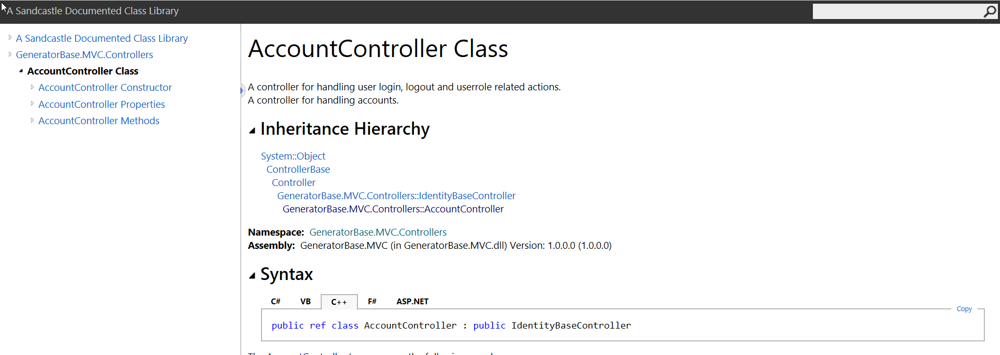 A Sandcastle Documented Class Library
A Sandcastle Documented Class Library
GeneratorBase.MVC.Controllers
AccountController Class
AccountController Constructor
AccountController Properties
AccountController Methods
AccountController Class
A controller for handling user login, logout and userrole related actions.
A controller for handling accounts.
Inheritance Hierarchy
System::Object
ControllerBase
Controller
GeneratorBase.MVC.Controllers::IdentityBaseController
GeneratorBase.MVC.Controllers::AccountController
Namespace: GeneratorBase.MVC.Controllers
Assembly: GeneratorBase.MVC (in GeneratorBase.MVC.dll) Version: 1.0.0.0 (1.0.0.0)
Syntax
C# VB C++ F# ASP.NET
Copy
public ref class AccountController : public IdentityBaseController